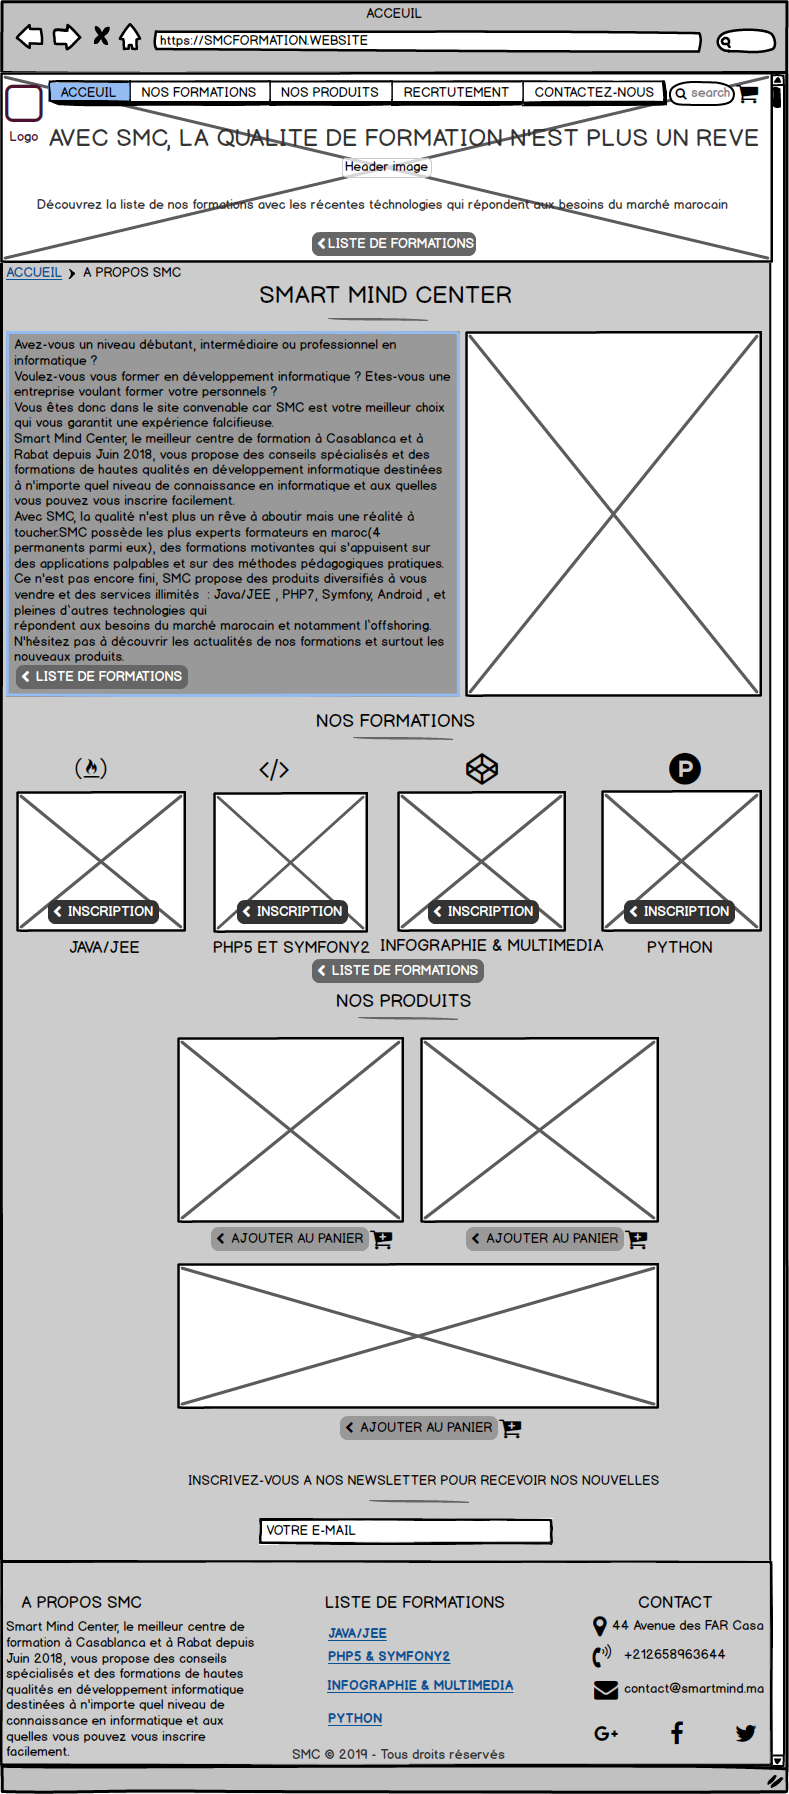 ACCEUIL
https://SMCFORMATION.WEBSITE
ACCEUIL NOS FORMATIONS NOS PRODUITS RECRTUTEMENT CONTACTEZ-NOUS search
Logo
AVEC SMC, LA QUALITE DE FORMATION N'EST PLUS UN REVE
Header image
Découvrez la liste de nos formations avec les récentes téchnologies qui répondent aux besoins du marché marocain
LISTE DE FORMATIONS
ACCUEIL A PROPOS SMC
SMART MIND CENTER
Avez-vous un niveau débutant, intermédiaire ou professionnel en
informatique ?
Voulez-vous vous former en développement informatique ? Etes-vous une
entreprise voulant former votre personnels ?
Vous êtes donc dans le site convenable car SMC est votre meilleur choix
qui vous garantit une expérience falcifieuse.
Smart Mind Center, le meilleur centre de formation à Casablanca et à
Rabat depuis Juin 2018, vous propose des conseils spécialisés et des
formations de hautes qualités en développement informatique destinées
à n'importe quel niveau de connaissance en informatique et aux quelles
vous pouvez vous inscrire facilement.
Avec SMC, la qualité n'est plus un rêve à aboutir mais une réalité à
toucher.SMC possède les plus experts formateurs en maroc(4
permanents parmi eux), des formations motivantes qui s'appuisent sur
des applications palpables et sur des méthodes pédagogiques pratiques.
Ce n'est pas encore fini, SMC propose des produits diversifiés à vous
vendre et des services illimités : Java/JEE , PHP7, Symfony, Android , et
pleines d`autres technologies qui
répondent aux besoins du marché marocain et notamment l`offshoring.
N'hésitez pas à découvrir les actualités de nos formations et surtout les
nouveaux produits.
LISTE DE FORMATIONS
NOS FORMATIONS
P
INSCRIPTION INSCRIPTION INSCRIPTION INSCRIPTION
JAVA/JEE PHP5 ET SYMFONY2 INFOGRAPHIE & MULTIMEDIA PYTHON
LISTE DE FORMATIONS
NOS PRODUITS
AJOUTER AU PANIER AJOUTER AU PANIER
AJOUTER AU PANIER
INSCRIVEZ-VOUS A NOS NEWSLETTER POUR RECEVOIR NOS NOUVELLES
VOTRE E-MAIL
A PROPOS SMC
Smart Mind Center, le meilleur centre de
formation à Casablanca et à Rabat depuis
Juin 2018, vous propose des conseils
spécialisés et des formations de hautes
qualités en développement informatique
destinées à n'importe quel niveau de
connaissance en informatique et aux
quelles vous pouvez vous inscrire
facilement.
LISTE DE FORMATIONS
JAVA/JEE
PHP5 & SYMFONY2
INFOGRAPHIE & MULTIMEDIA
PYTHON
CONTACT
44 Avenue des FAR Casa
+212658963644
contact@smartmind.ma
G+ f
SMC © 2019 - Tous droits réservés